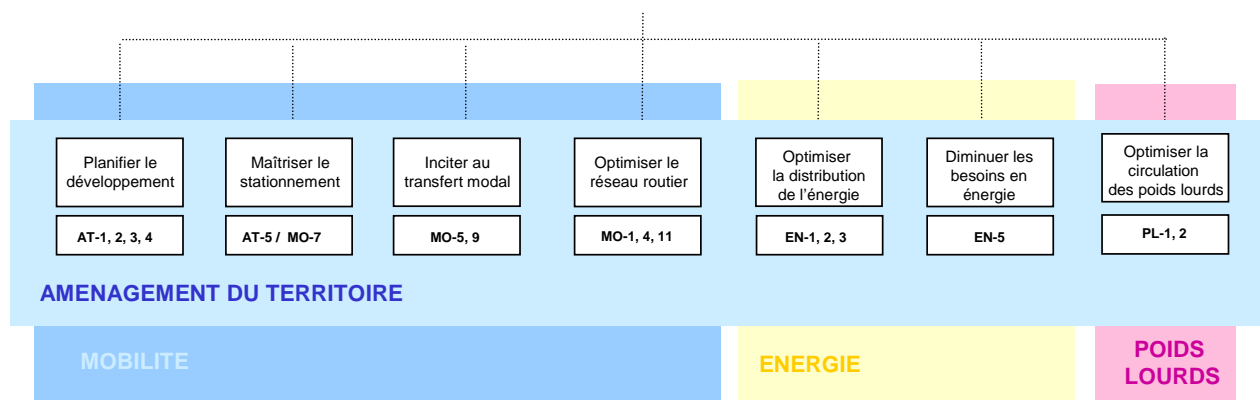 Planifier le
développement
Maîtriser le
stationnement
Inciter au
transfert modal
Optimiser le
réseau routier
Optimiser
la distribution
de l'énergie
Diminuer les
besoins en
énergie
Optimiser la
circulation
des poids lourds
AT-1, 2, 3, 4
AT-5 / MO-7
MO-5, 9
MO-1, 4, 11
EN-1, 2, 3
EN-5
PL-1, 2
AMENAGEMENT DU TERRITOIRE
MOBILITE
ENERGIE
POIDS
LOURDS